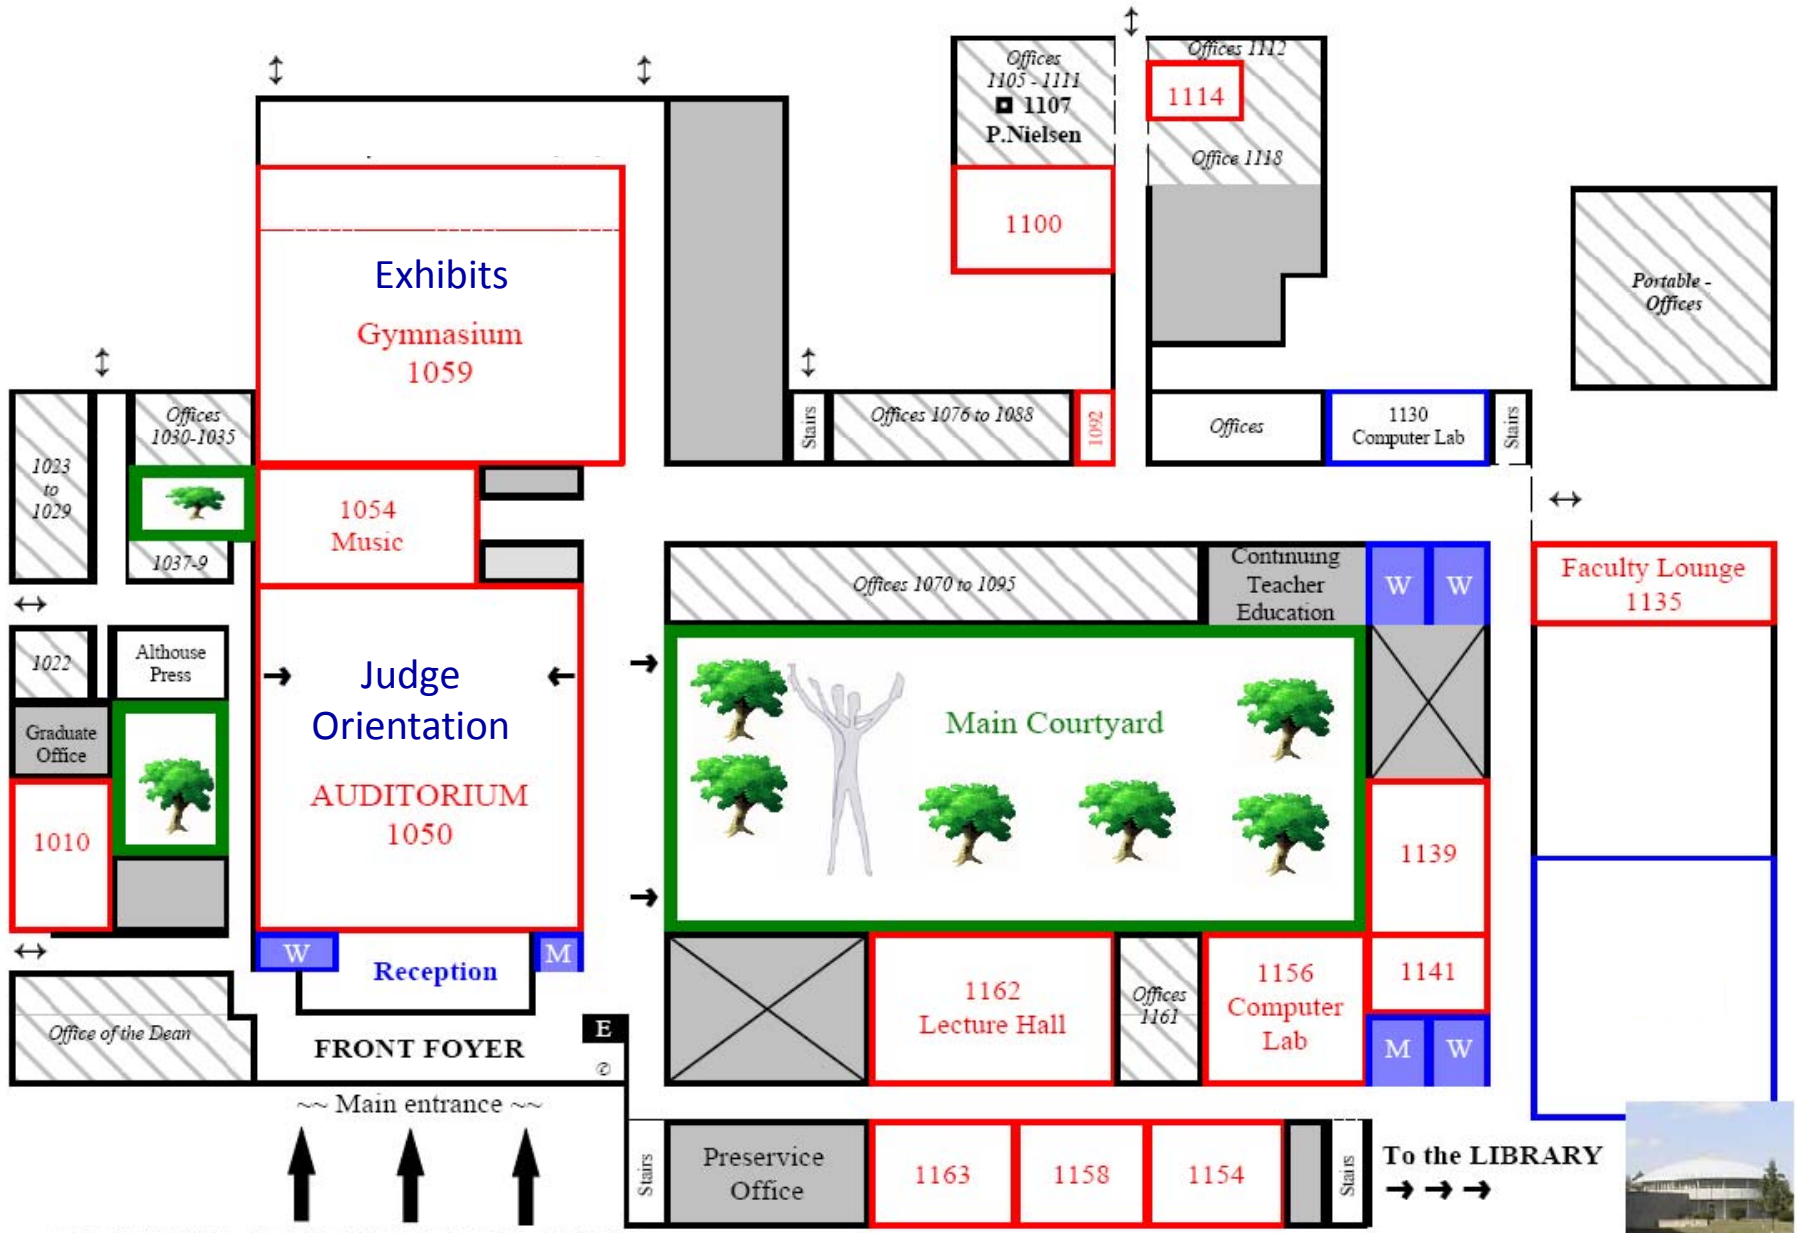 Offices
1105 - 1111
1107
P.Nielsen
Offices 1112
1114
Office 1118
1100
Exhibits
Gymnasium
1059
Portable -
Offices
Offices
1030-1035
1023
to
1029
1037-9
1054
Music
Stairs
Offices 1076 to 1088
1092
Offices
1130
Computer Lab
Stairs
Offices 1070 to 1095
Continuing
Teacher
Education
W
W
Faculty Lounge
1135
1022
Althouse
Press
Graduate
Office
1010
Judge
Orientation
AUDITORIUM
1050
Main Courtyard
1139
W
Reception
M
1162
Lecture Hall
Offices
1161
1156
Computer
Lab
1141
M
W
Office of the Dean
FRONT FOYER
E
~~ Main entrance ~~
Stairs
Preservice
Office
1163
1158
1154
Stairs
To the LIBRARY